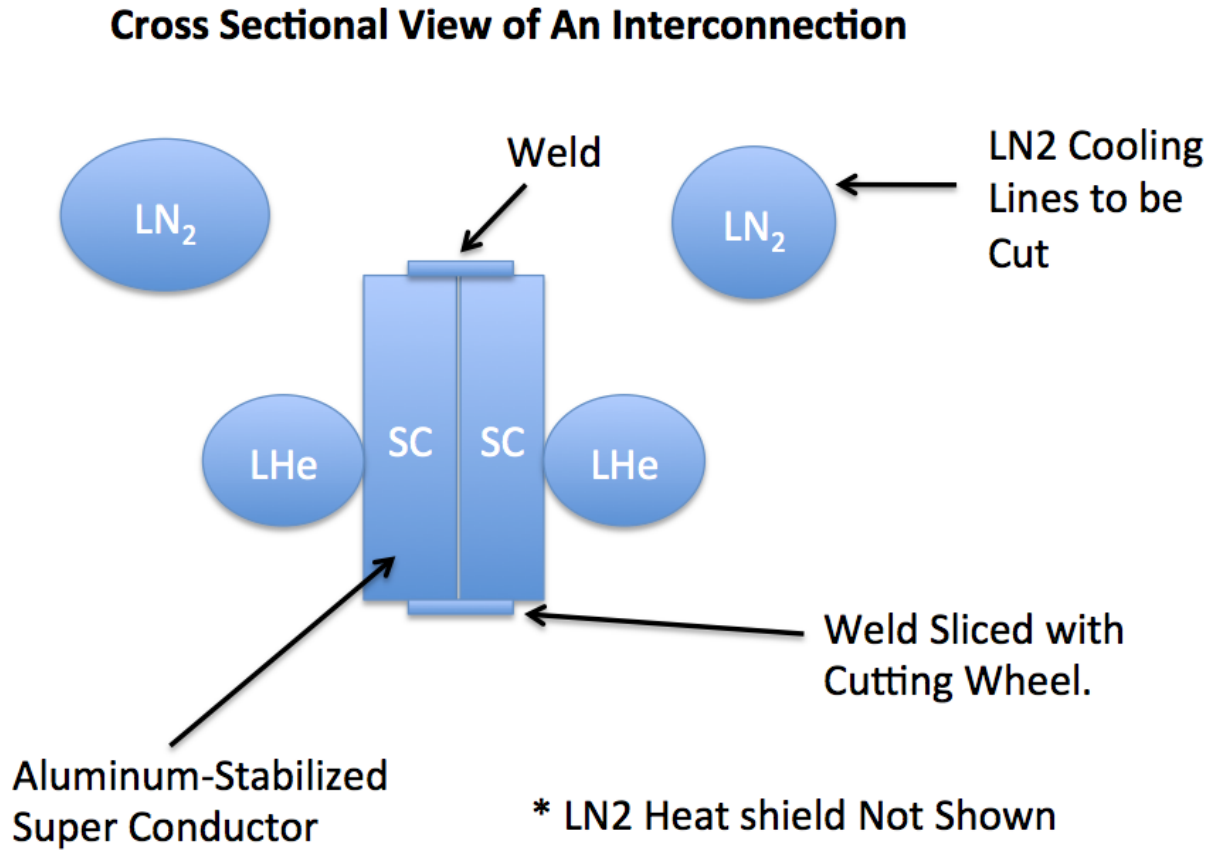 Cross Sectional View of An Interconnection
Weld
LN2 Cooling
Lines to be
Cut
LN₂
LN₂
SC
SC
LHe
LHe
Weld Sliced with
Cutting Wheel.
Aluminum-Stabilized
Super Conductor
* LN2 Heat shield Not Shown